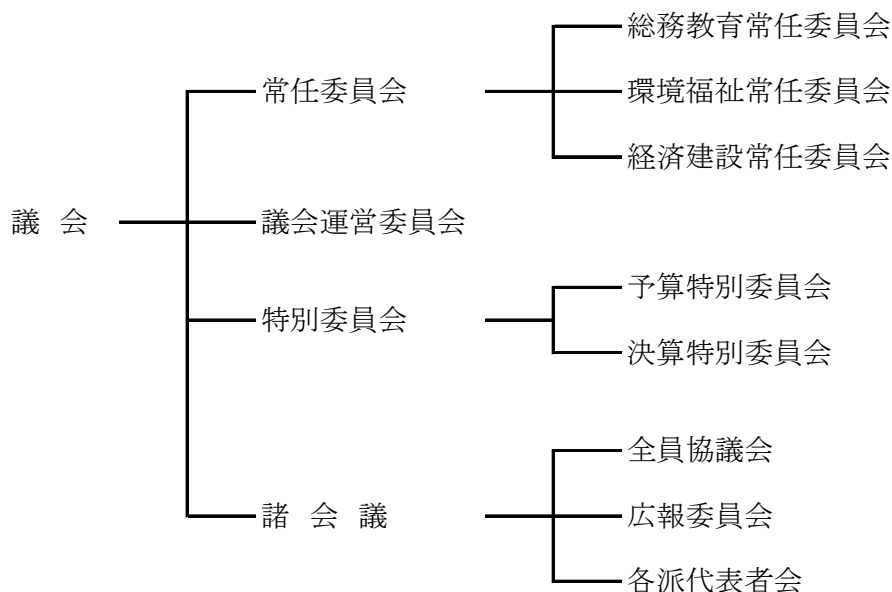 総務教育常任委員会
常任委員会
環境福祉常任委員会
経済建設常任委員会
議 会
議会運営委員会
予算特別委員会
特別委員会
決算特別委員会
全員協議会
諸 会 議
広報委員会
各派代表者会